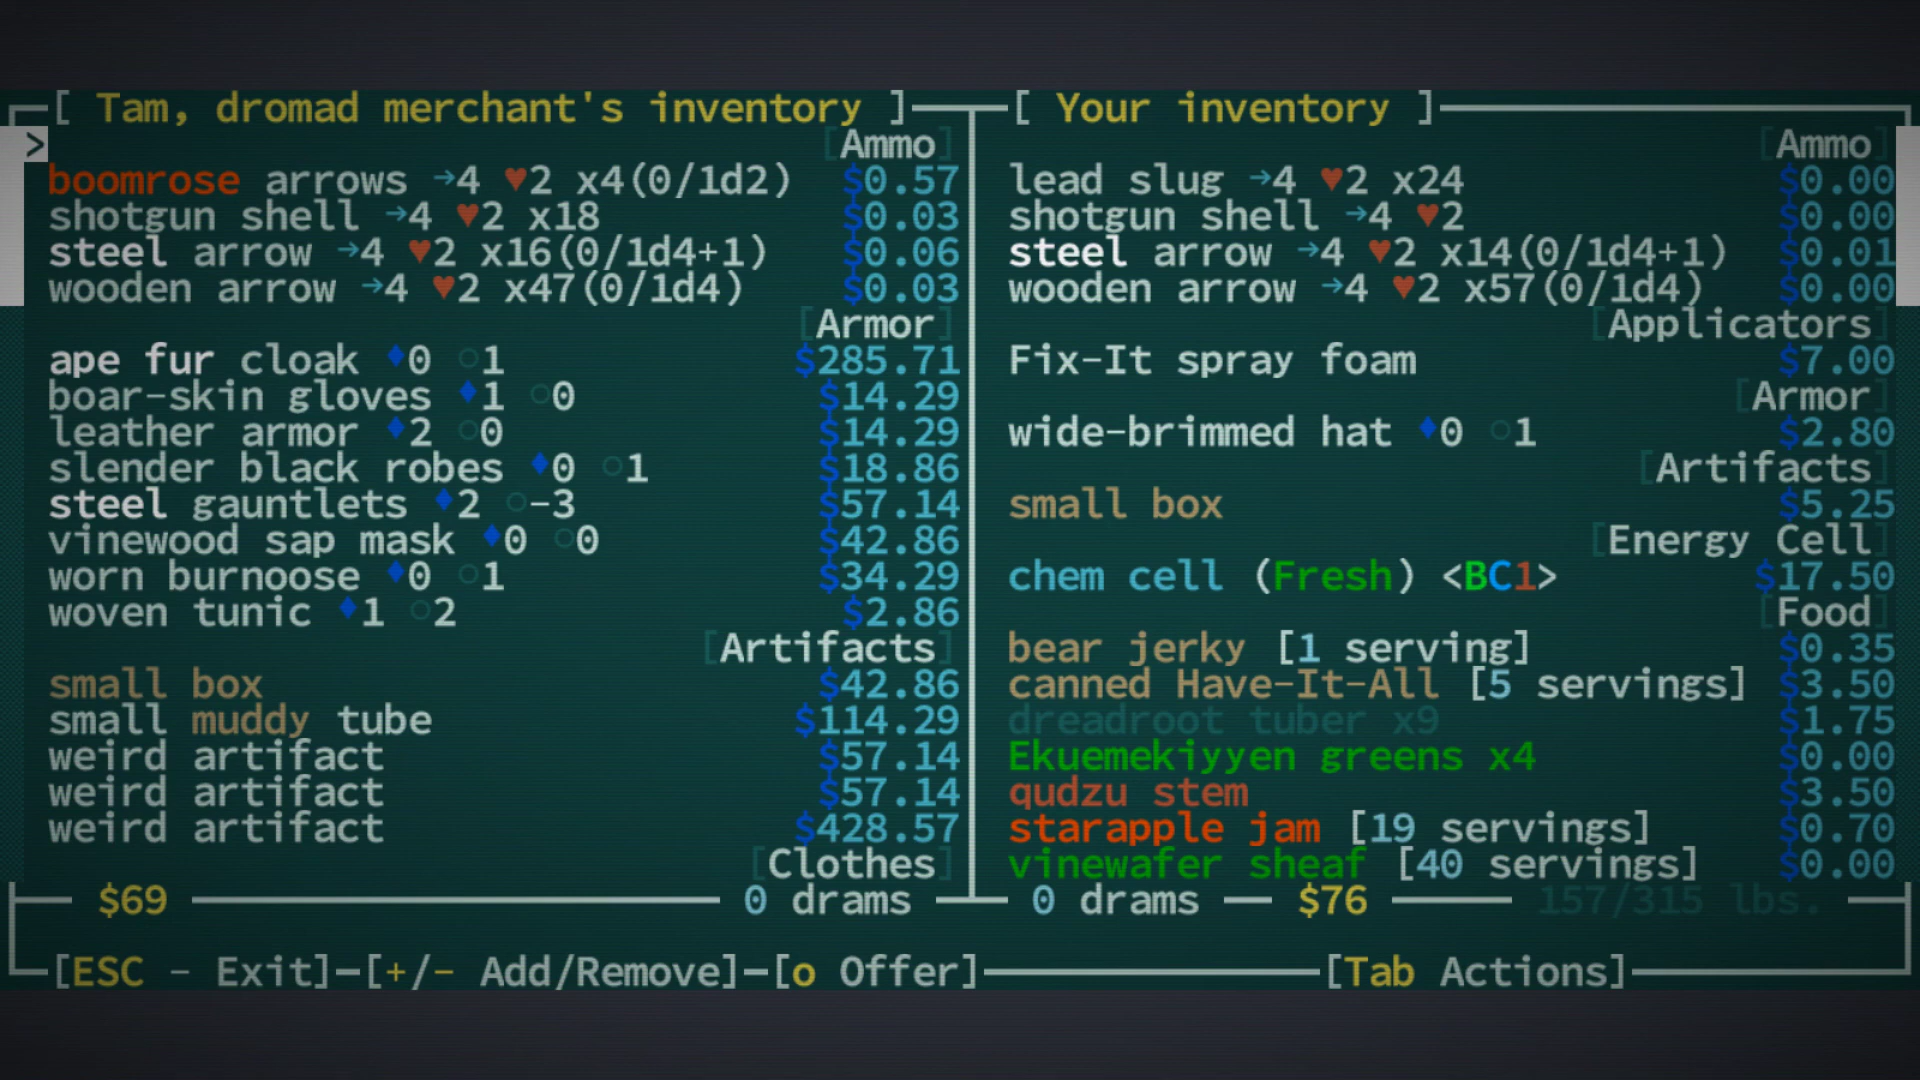 [ Tam, dromad merchant's inventory ]
>
[Ammo]
boomrose arrows →4 ♥2 x4(0/1d2) $0.57
shotgun shell →4 ♥2 x18 $0.03
steel arrow →4 ♥2 x16(0/1d4+1) $0.06
wooden arrow →4 ♥2 x47(0/1d4) $0.03
[Armor]
ape fur cloak ♦0 ○1 $285.71
boar-skin gloves ♦1 ○0 $14.29
leather armor ♦2 ○0 $14.29
slender black robes ♦0 ○1 $18.86
steel gauntlets ♦2 ○-3 $57.14
vinewood sap mask ♦0 ○0 $42.86
worn burnoose ♦0 ○1 $34.29
woven tunic ♦1 ○2 $2.86
[Artifacts]
small box $42.86
small muddy tube $114.29
weird artifact $57.14
weird artifact $57.14
weird artifact $428.57
[Clothes]
$69 0 drams
[ Your inventory ]
[Ammo]
lead slug →4 ♥2 x24 $0.00
shotgun shell →4 ♥2 $0.00
steel arrow →4 ♥2 x14(0/1d4+1) $0.01
wooden arrow →4 ♥2 x57(0/1d4) $0.00
[Applicators]
Fix-It spray foam $7.00
[Armor]
wide-brimmed hat ♦0 ○1 $2.80
[Artifacts]
small box $5.25
[Energy Cell]
chem cell (Fresh) <BC1> $17.50
[Food]
bear jerky [1 serving] $0.35
canned Have-It-All [5 servings] $3.50
dreadroot tuber x9 $1.75
Ekuemekiyyen greens x4 $0.00
qudzu stem $3.50
starapple jam [19 servings] $0.70
vinewafer sheaf [40 servings] $0.00
0 drams $76 157/315 lbs.
[ESC - Exit] [+/- Add/Remove] [o Offer] [Tab Actions]